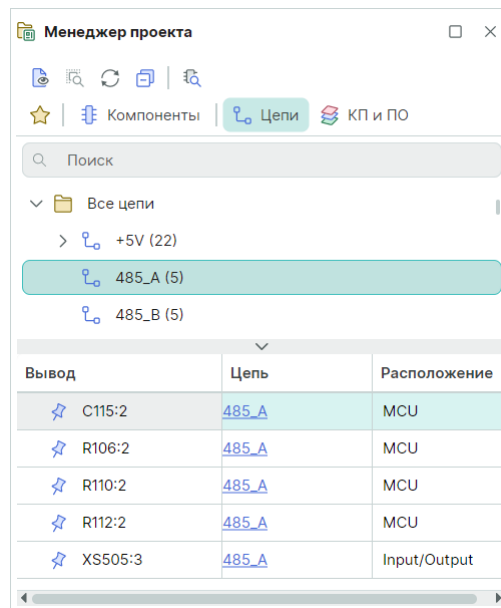 Менеджер проекта
Компоненты Цепи КП и ПО
Поиск
Все цепи
+5V (22)
485_A (5)
485_B (5)
Вывод Цепь Расположение
C115:2 485_A MCU
R106:2 485_A MCU
R110:2 485_A MCU
R112:2 485_A MCU
XS505:3 485_A Input/Output